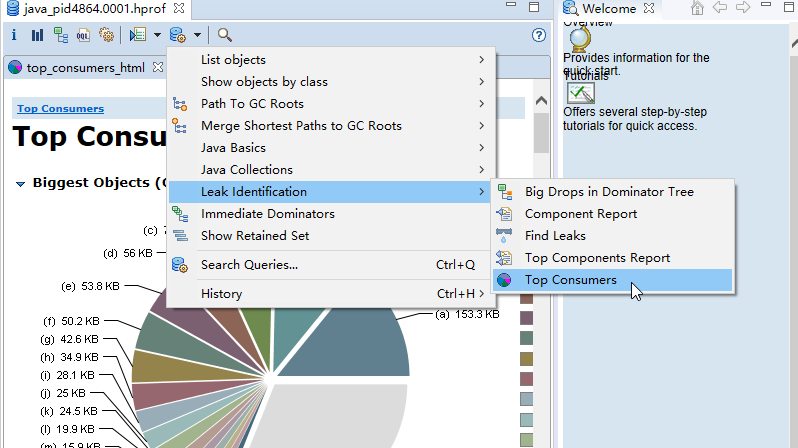 java_pid4864.0001.hprof
Welcome
top_consumers_html
Top Consumers
Top Consu
Biggest Objects (
List objects
Show objects by class
Path To GC Roots
Merge Shortest Paths to GC Roots
Java Basics
Java Collections
Leak Identification
Immediate Dominators
Show Retained Set
Search Queries... Ctrl+Q
History Ctrl+H
Big Drops in Dominator Tree
Component Report
Find Leaks
Top Components Report
Top Consumers
(c)
(d) 56 KB
(e) 53.8 KB
(f) 50.2 KB
(g) 42.6 KB
(h) 34.9 KB
(i) 28.1 KB
(j) 25 KB
(k) 24.5 KB
(l) 19.9 KB
(m) 15.9 KB
(a) 153.3 KB
Overview
Provides information for the
quick start.
Tutorials
Offers several step-by-step
tutorials for quick access.